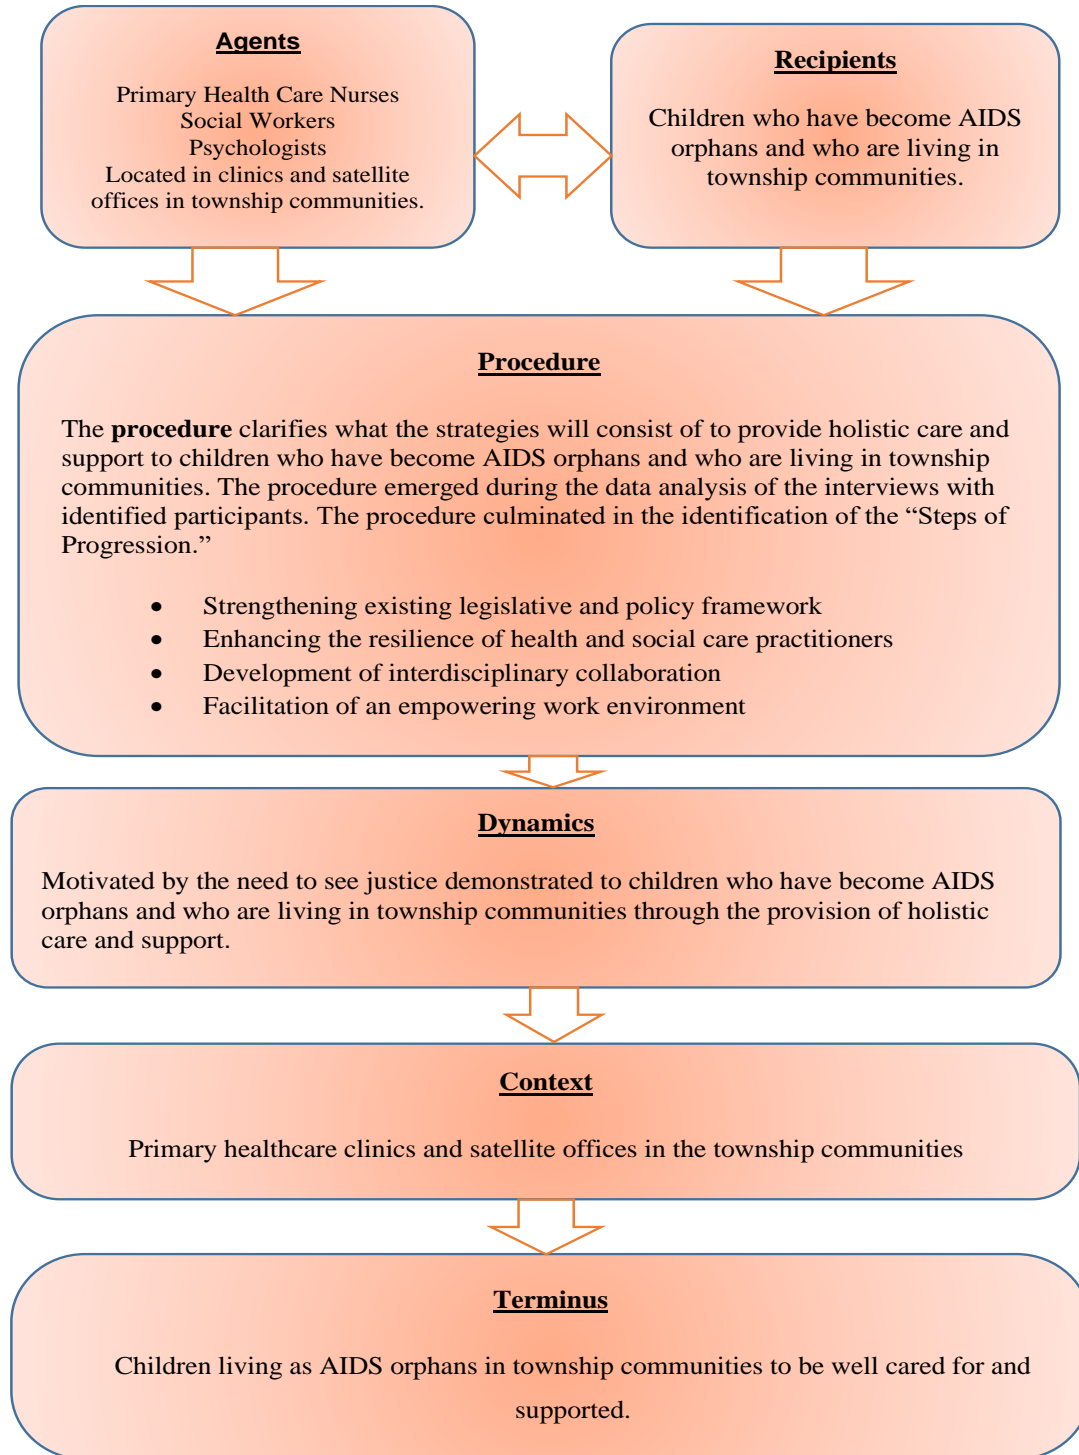 Agents
Primary Health Care Nurses
Social Workers
Psychologists
Located in clinics and satellite
offices in township communities.
Recipients
Children who have become AIDS
orphans and who are living in
township communities.
Procedure
The procedure clarifies what the strategies will consist of to provide holistic care and
support to children who have become AIDS orphans and who are living in township
communities. The procedure emerged during the data analysis of the interviews with
identified participants. The procedure culminated in the identification of the “Steps of
Progression.”
• Strengthening existing legislative and policy framework
• Enhancing the resilience of health and social care practitioners
• Development of interdisciplinary collaboration
• Facilitation of an empowering work environment
Dynamics
Motivated by the need to see justice demonstrated to children who have become AIDS
orphans and who are living in township communities through the provision of holistic
care and support.
Context
Primary healthcare clinics and satellite offices in the township communities
Terminus
Children living as AIDS orphans in township communities to be well cared for and
supported.